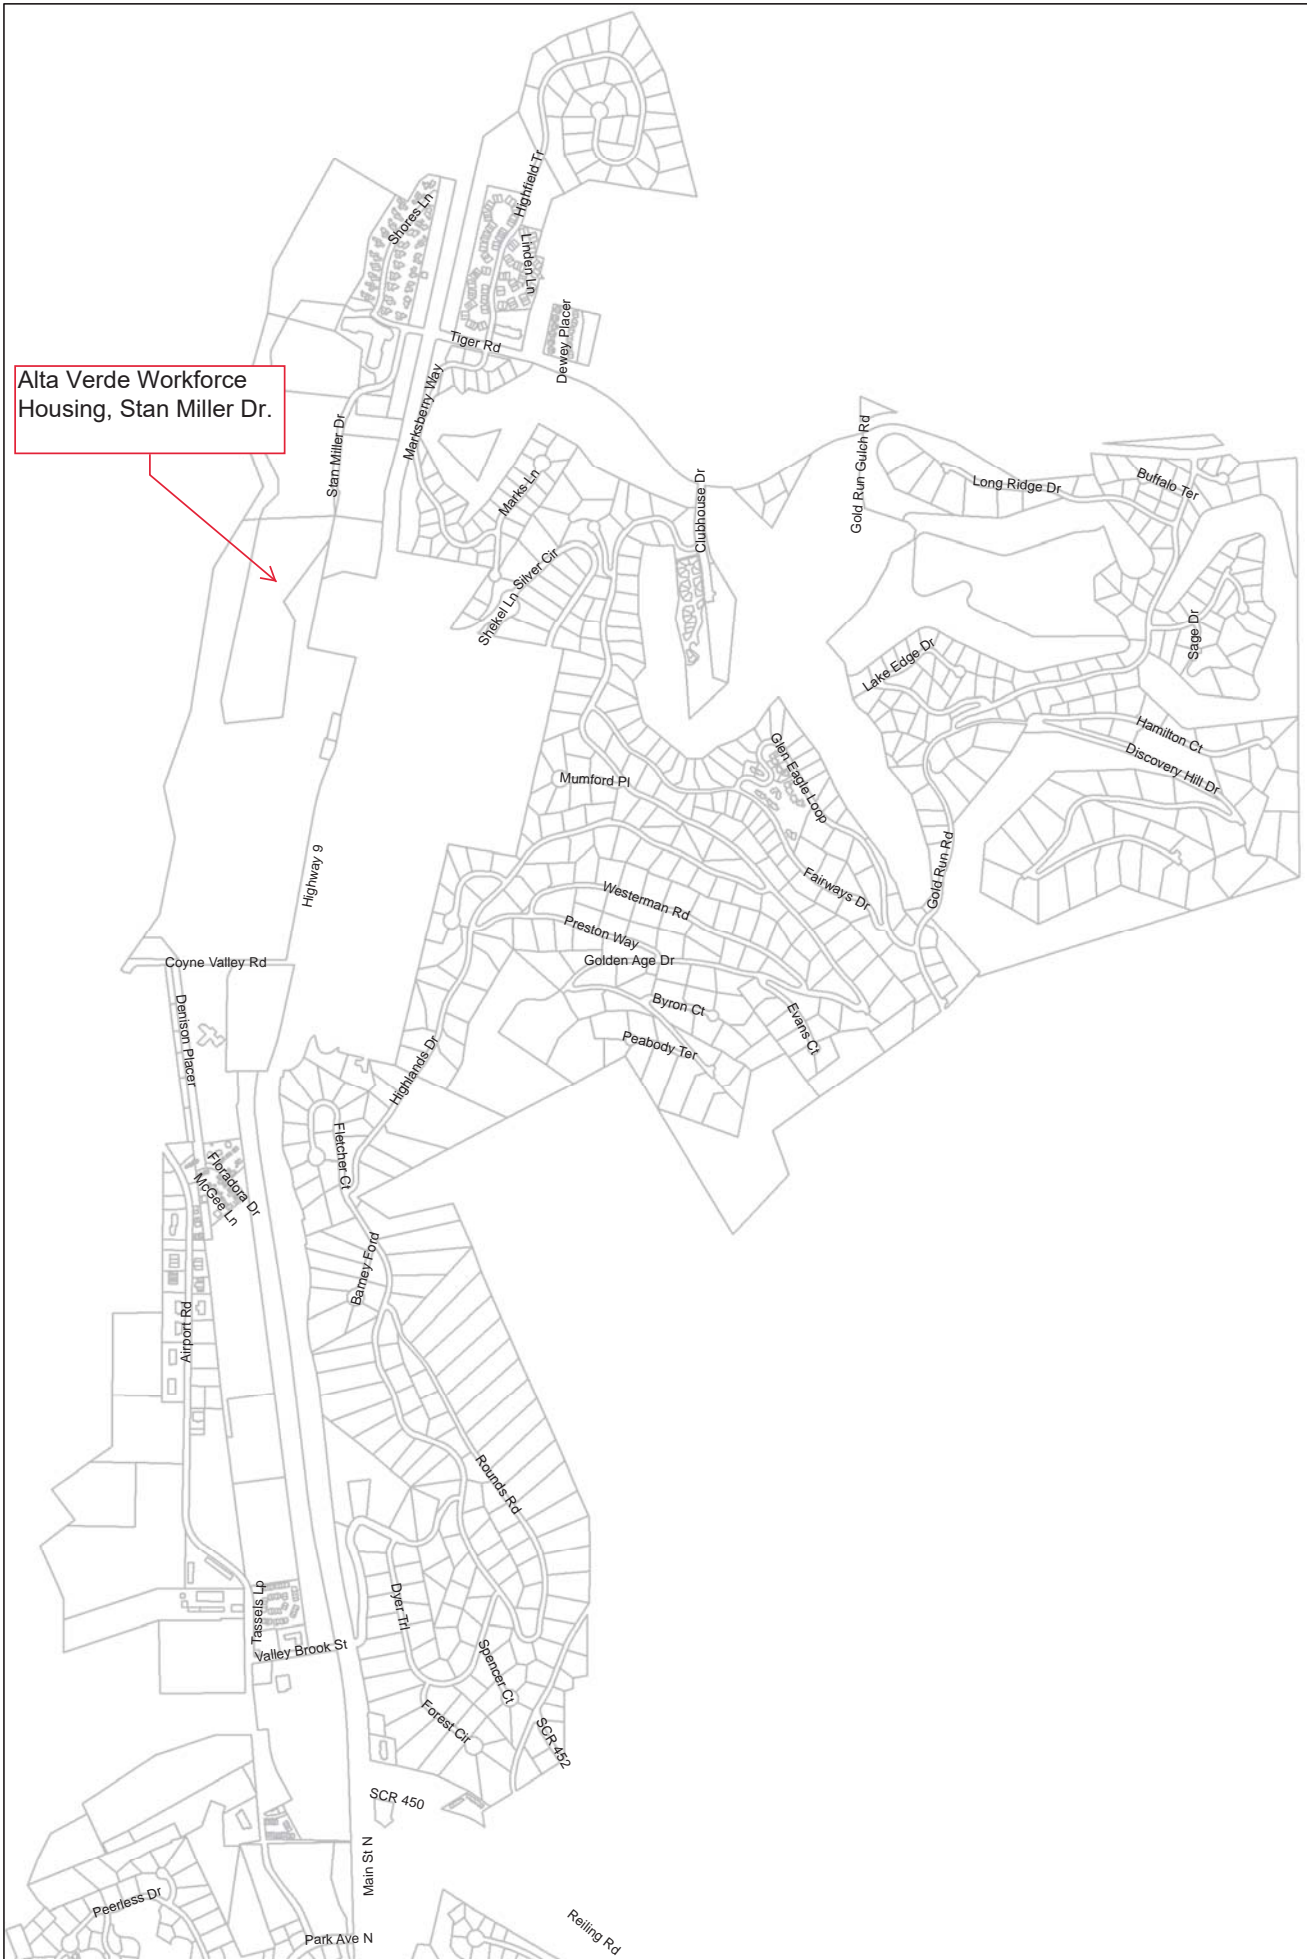 Highfield Tr
Shores Ln
Linden Ln
Dewey Placer
Tiger Rd
Alta Verde Workforce
Housing, Stan Miller Dr.
Marksberry Way
Stan Miller Dr
Gold Run Gulch Rd
Long Ridge Dr
Buffalo Ter
Marks Ln
Clubhouse Dr
Silver Cir
Shekel Ln
Sage Dr
Lake Edge Dr
Hamilton Ct
Discovery Hill Dr
Glen Eagle Loop
Mumford Pl
Highway 9
Gold Run Rd
Fairways Dr
Westerman Rd
Preston Way
Golden Age Dr
Coyne Valley Rd
Denison Placer
Byron Ct
Evans Ct
Peabody Ter
Highlands Dr
Fletcher Ct
Floradora Dr
McGee Ln
Barney Ford
Airport Rd
Rounds Rd
Dyer Trl
Tassels Lp
Valley Brook St
Spencer Ct
Forest Cir
SCR 452
SCR 450
Main St N
Peerless Dr
Park Ave N
Reiling Rd